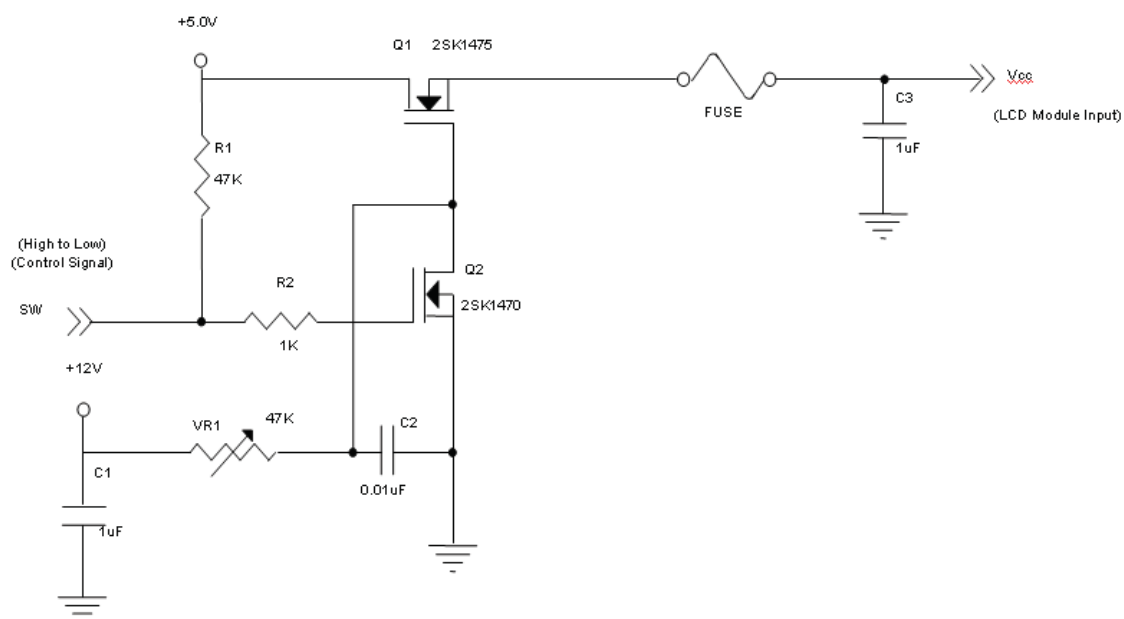 +5.0V
Q1 2SK1475
Vcc
FUSE
C3
(LCD Module Input)
R1
1uF
47K
(High to Low)
(Control Signal)
R2
Q2
SW
2SK1470
1K
+12V
VR1
47K
C2
C1
0.01uF
1uF